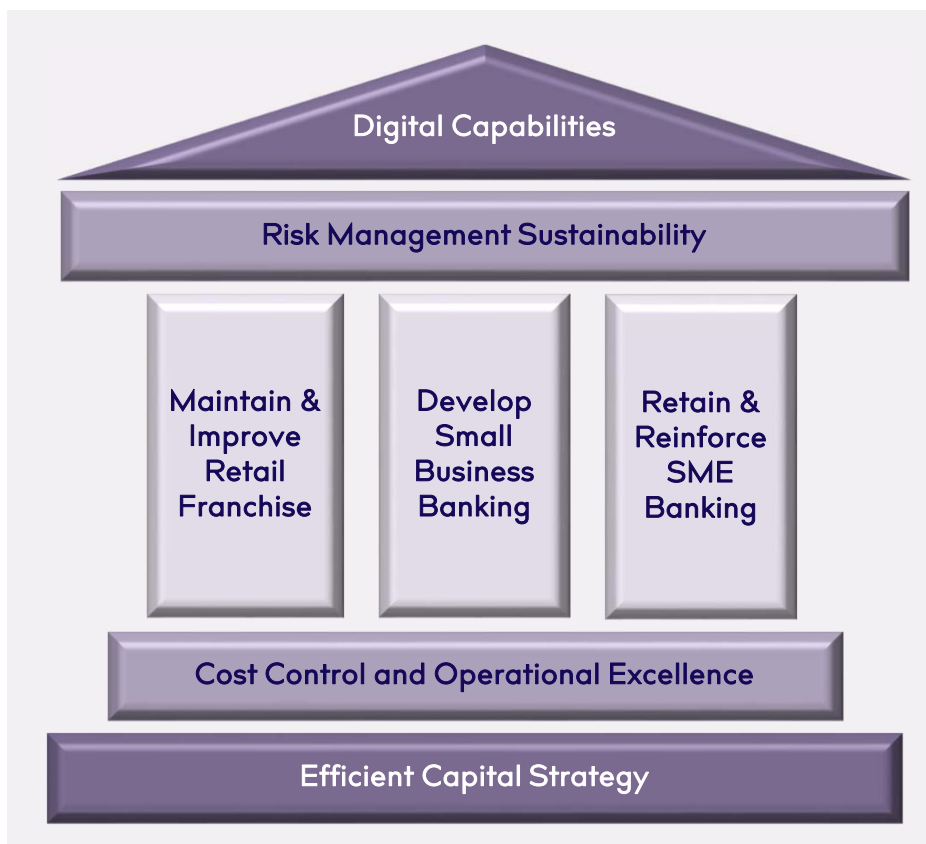 Digital Capabilities
Risk Management Sustainability
Maintain &
Improve
Retail
Franchise
Develop
Small
Business
Banking
Retain &
Reinforce
SME
Banking
Cost Control and Operational Excellence
Efficient Capital Strategy